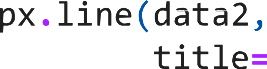 px.line(data2,
title=